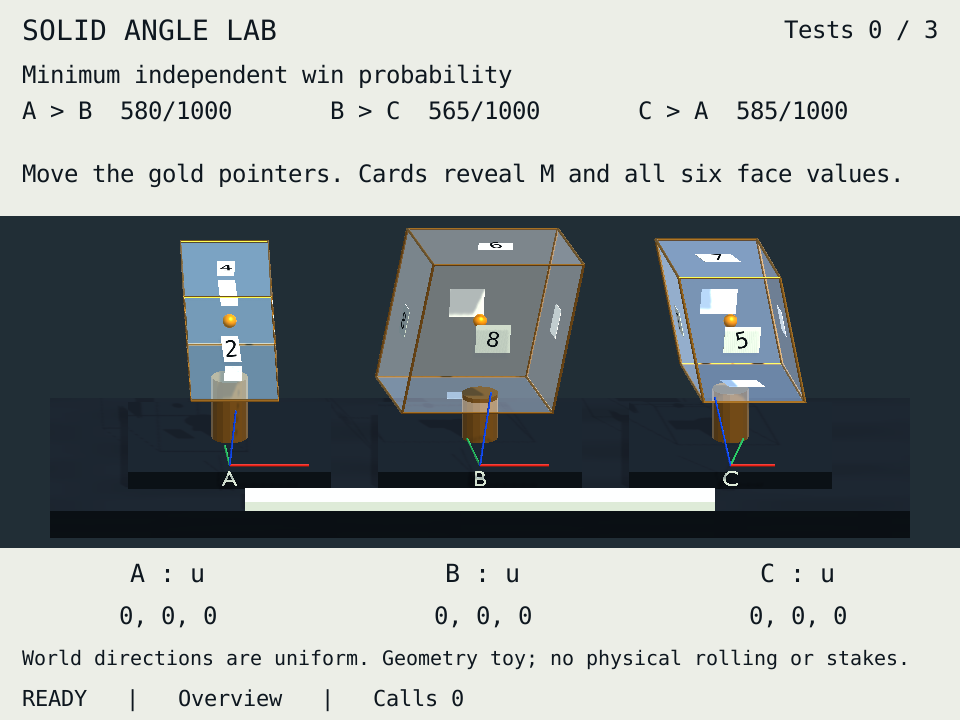 SOLID ANGLE LAB
Tests 0 / 3
Minimum independent win probability
A > B 580/1000 B > C 565/1000 C > A 585/1000
Move the gold pointers. Cards reveal M and all six face values.
4
2
6
8
7
5
A B C
A : u B : u C : u
0, 0, 0 0, 0, 0 0, 0, 0
World directions are uniform. Geometry toy; no physical rolling or stakes.
READY | Overview | Calls 0